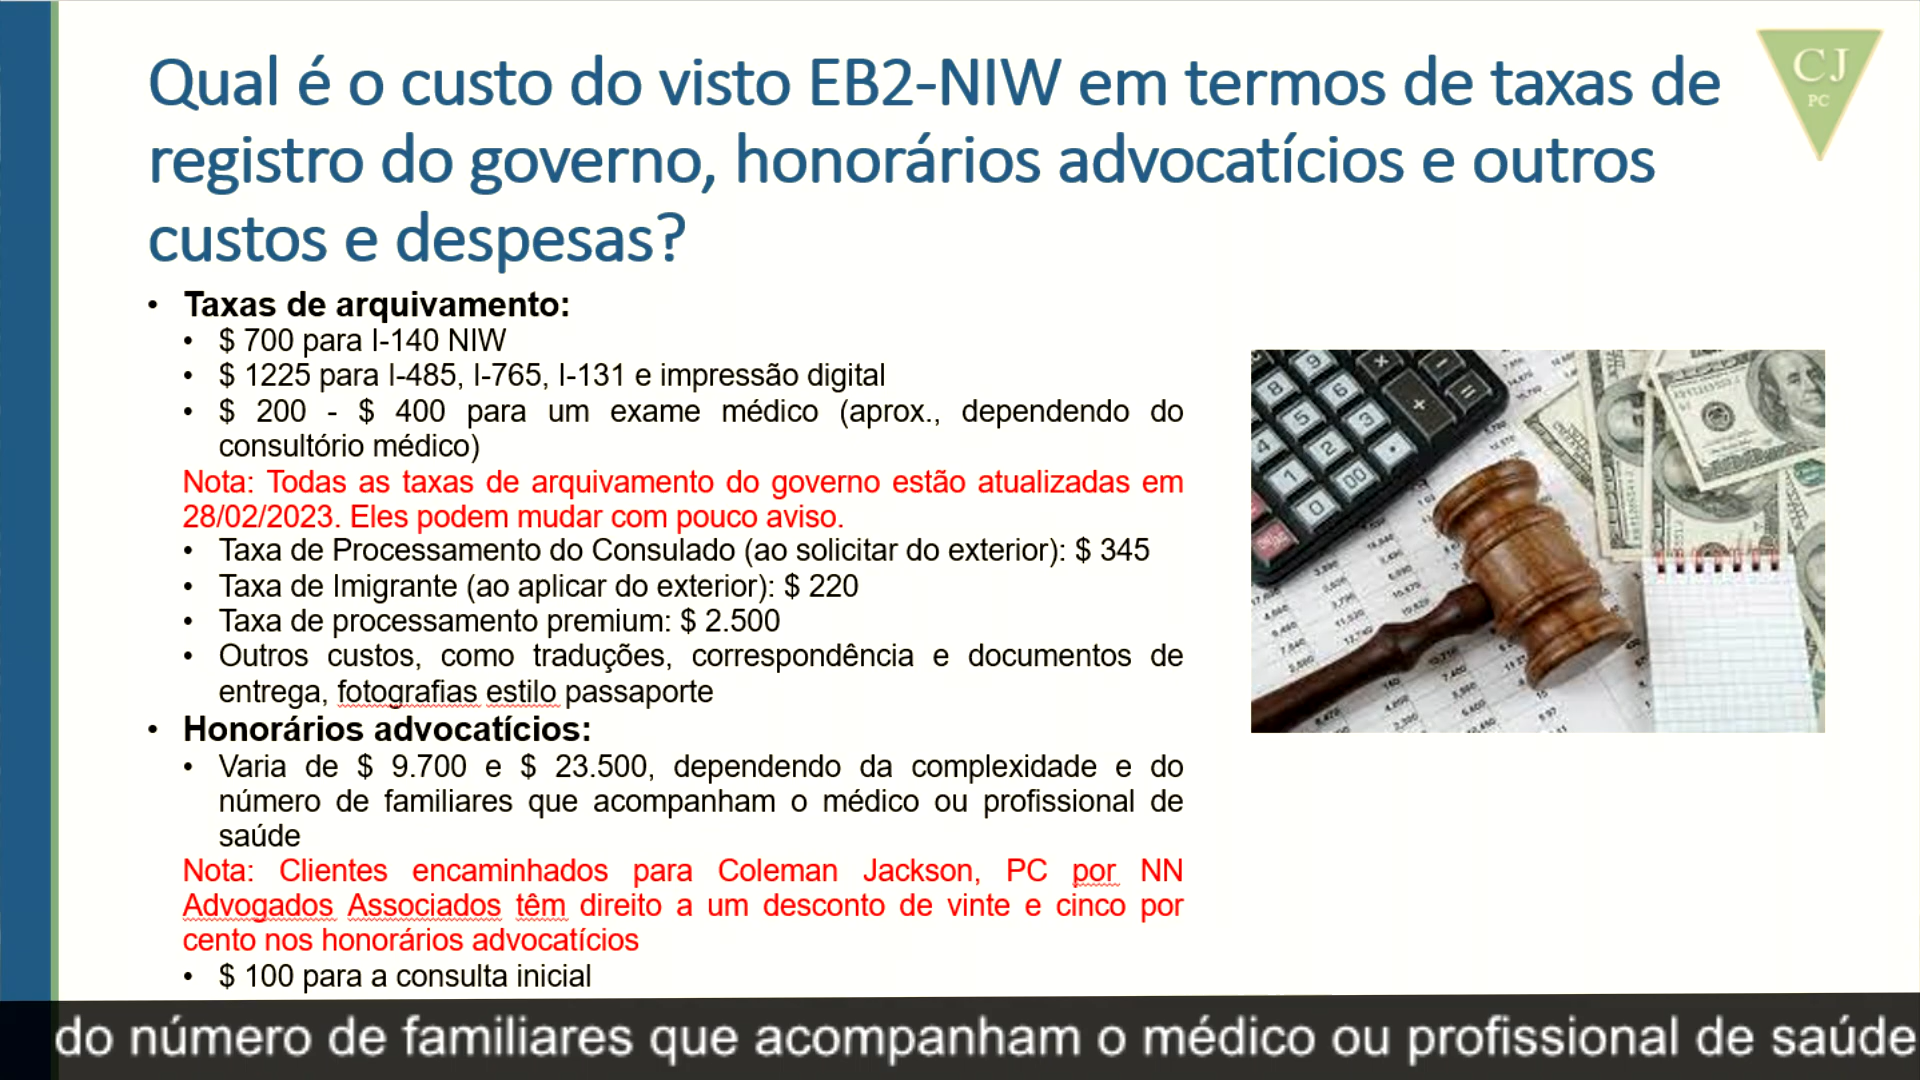 Qual é o custo do visto EB2-NIW em termos de taxas de
registro do governo, honorários advocatícios e outros
custos e despesas?
CJ
PC
• Taxas de arquivamento:
• $ 700 para I-140 NIW
• $ 1225 para I-485, I-765, I-131 e impressão digital
• $ 200 - $ 400 para um exame médico (aprox., dependendo do
consultório médico)
Nota: Todas as taxas de arquivamento do governo estão atualizadas em
28/02/2023. Eles podem mudar com pouco aviso.
• Taxa de Processamento do Consulado (ao solicitar do exterior): $ 345
• Taxa de Imigrante (ao aplicar do exterior): $ 220
• Taxa de processamento premium: $ 2.500
• Outros custos, como traduções, correspondência e documentos de
entrega, fotografias estilo passaporte
• Honorários advocatícios:
• Varia de $ 9.700 e $ 23.500, dependendo da complexidade e do
número de familiares que acompanham o médico ou profissional de
saúde
Nota: Clientes encaminhados para Coleman Jackson, PC por NN
Advogados Associados têm direito a um desconto de vinte e cinco por
cento nos honorários advocatícios
• $ 100 para a consulta inicial
do número de familiares que acompanham o médico ou profissional de saúde